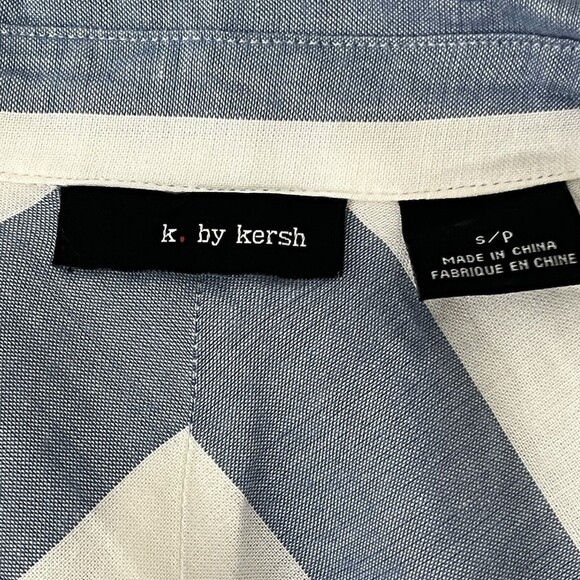 k. by kersh
S/P
MADE IN CHINA
FABRIQUE EN CHINE